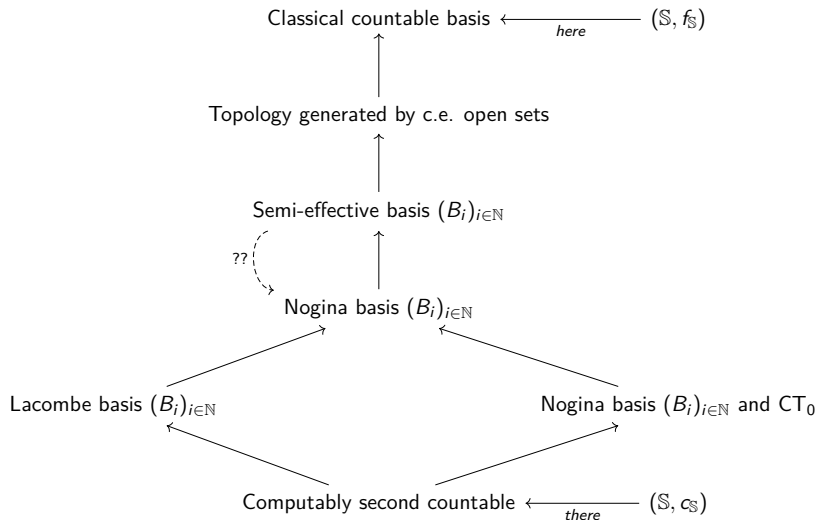 Classical countable basis
(𝕊, f_𝕊)
here
Topology generated by c.e. open sets
Semi-effective basis (B_i)_{i∈ℕ}
??
Nogina basis (B_i)_{i∈ℕ}
Lacombe basis (B_i)_{i∈ℕ}
Nogina basis (B_i)_{i∈ℕ} and CT_0
Computably second countable
(𝕊, c_𝕊)
there